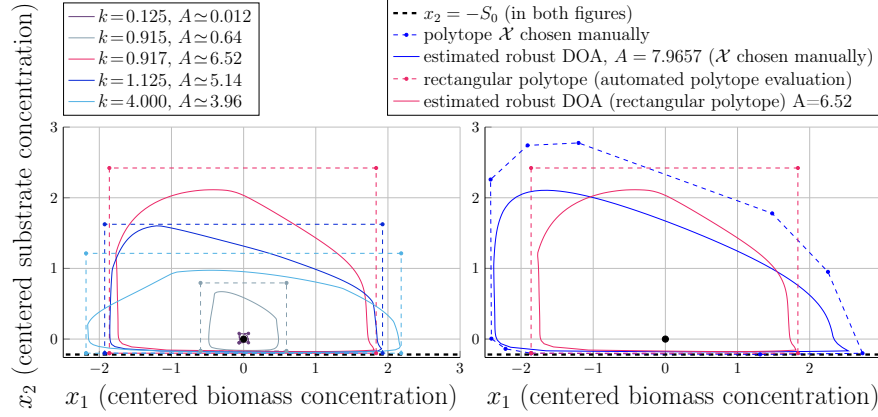 k=0.125, A≃0.012
k=0.915, A≃0.64
k=0.917, A≃6.52
k=1.125, A≃5.14
k=4.000, A≃3.96
x₂ = −S₀ (in both figures)
polytope 𝒳 chosen manually
estimated robust DOA, A = 7.9657 (𝒳 chosen manually)
rectangular polytope (automated polytope evaluation)
estimated robust DOA (rectangular polytope) A=6.52
x₂ (centered substrate concentration)
3
2
1
0
−2 −1 0 1 2 3
x₁ (centered biomass concentration)
3
2
1
0
−2 −1 0 1 2 3
x₁ (centered biomass concentration)